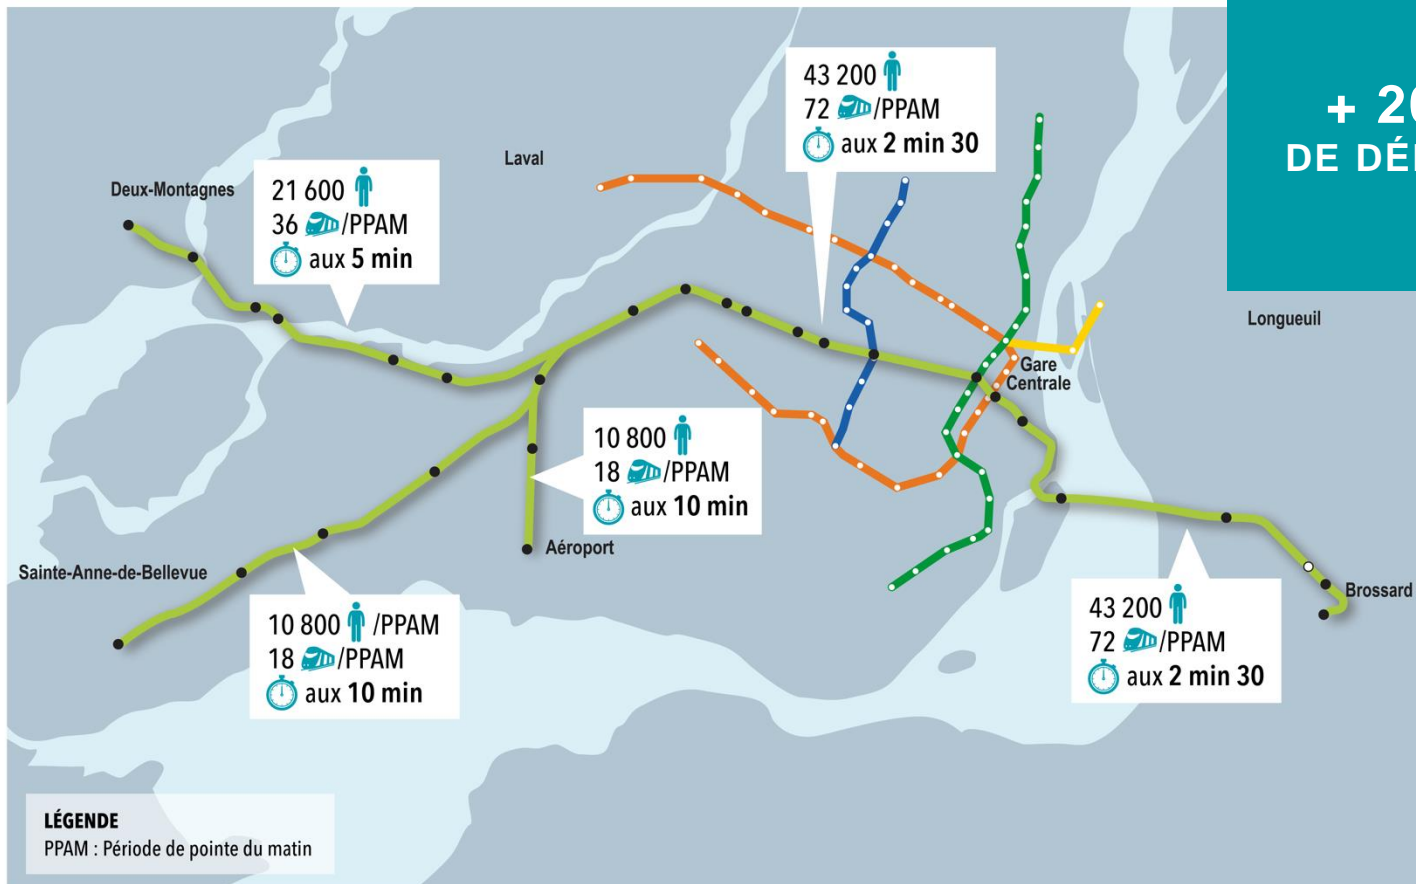 Laval
43 200
72 /PPAM
aux 2 min 30
Deux-Montagnes
21 600
36 /PPAM
aux 5 min
Longueuil
Gare
Centrale
10 800
18 /PPAM
aux 10 min
Aéroport
Sainte-Anne-de-Bellevue
10 800 /PPAM
18 /PPAM
aux 10 min
43 200
72 /PPAM
aux 2 min 30
Brossard
LÉGENDE
PPAM : Période de pointe du matin
DE